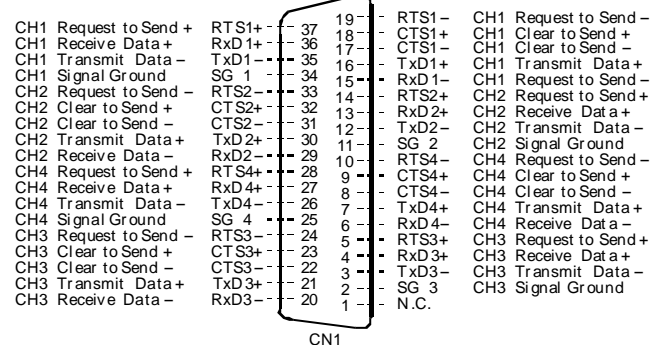 CH1 Request to Send + RTS1+ 37
CH1 Receive Data + RxD1+ 36
CH1 Transmit Data − TxD1− 35
CH1 Signal Ground SG 1 34
CH2 Request to Send − RTS2− 33
CH2 Clear to Send + CTS2+ 32
CH2 Clear to Send − CTS2− 31
CH2 Transmit Data + TxD2+ 30
CH2 Receive Data − RxD2− 29
CH4 Request to Send + RTS4+ 28
CH4 Receive Data + RxD4+ 27
CH4 Transmit Data − TxD4− 26
CH4 Signal Ground SG 4 25
CH3 Request to Send − RTS3− 24
CH3 Clear to Send + CTS3+ 23
CH3 Clear to Send − CTS3− 22
CH3 Transmit Data + TxD3+ 21
CH3 Receive Data − RxD3− 20
19 RTS1− CH1 Request to Send −
18 CTS1+ CH1 Clear to Send +
17 CTS1− CH1 Clear to Send −
16 TxD1+ CH1 Transmit Data +
15 RxD1− CH1 Request to Send −
14 RTS2+ CH2 Request to Send +
13 RxD2+ CH2 Receive Data +
12 TxD2− CH2 Transmit Data −
11 SG 2 CH2 Signal Ground
10 RTS4− CH4 Request to Send −
9 CTS4+ CH4 Clear to Send +
8 CTS4− CH4 Clear to Send −
7 TxD4+ CH4 Transmit Data +
6 RxD4− CH4 Receive Data −
5 RTS3+ CH3 Request to Send +
4 RxD3+ CH3 Receive Data +
3 TxD3− CH3 Transmit Data −
2 SG 3 CH3 Signal Ground
1 N.C.
CN1